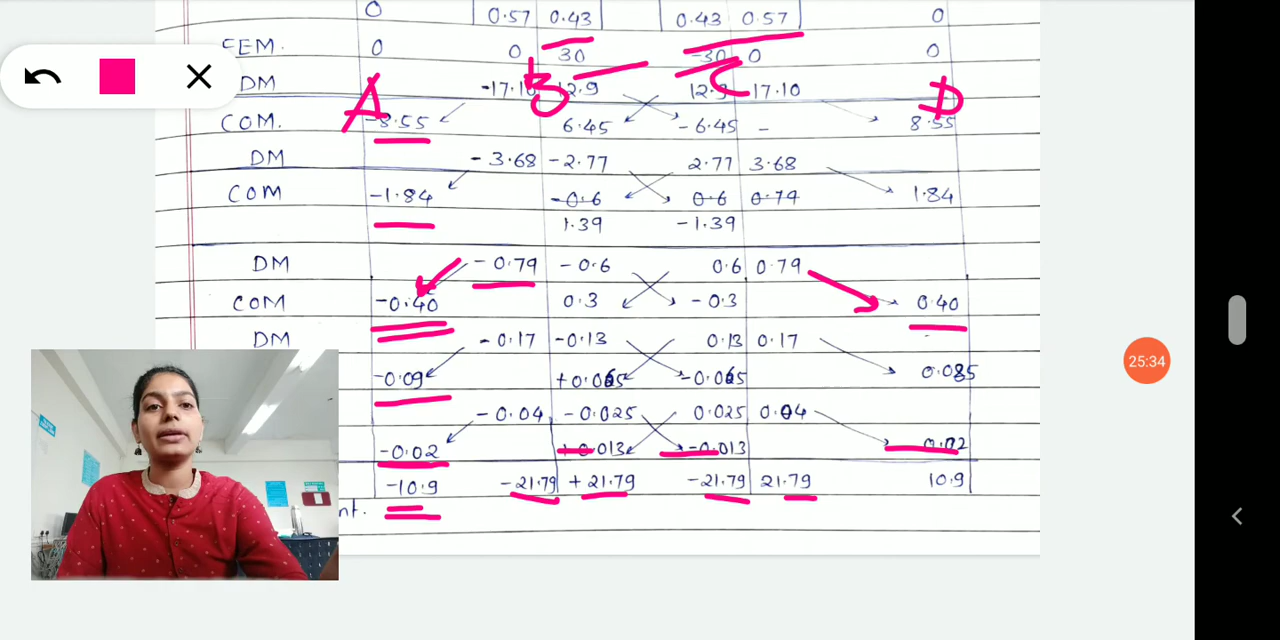 0 0.57 0.43 0.43 0.57 0
FEM. 0 0 30 -30 0 0
DM -17.10 12.9 12.9 17.10
A B C D
COM. -8.55 6.45 -6.45 - 8.55
DM -3.68 -2.77 2.77 3.68
COM -1.84 -0.6 0.6 0.79 1.84
1.39 -1.39
DM -0.79 -0.6 0.6 0.79
COM -0.40 0.3 -0.3 0.40
DM -0.17 -0.13 0.13 0.17
-0.09 +0.065 -0.065 0.085
-0.04 -0.025 0.025 0.04
-0.02 +0.013 -0.013 0.02
-10.9 -21.79 +21.79 -21.79 21.79 10.9
nt.
25:34